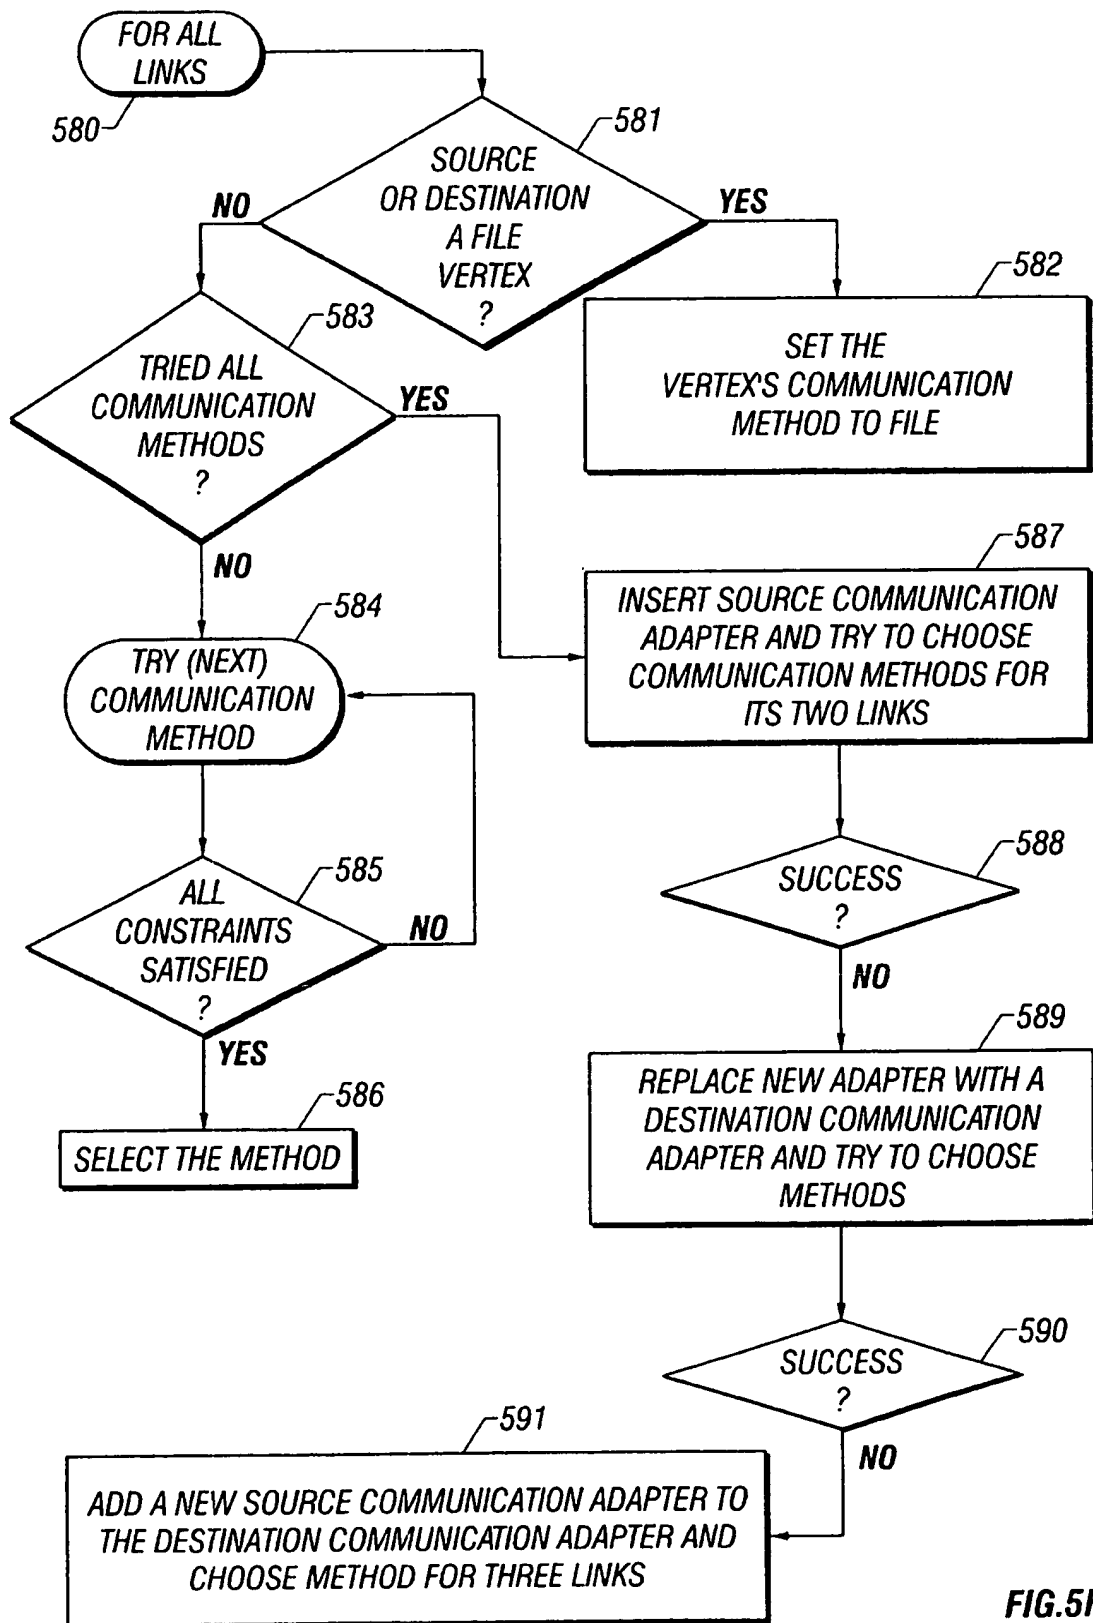 FOR ALL
LINKS
580
581
SOURCE
OR DESTINATION
A FILE
VERTEX
?
NO
YES
582
SET THE
VERTEX'S COMMUNICATION
METHOD TO FILE
583
TRIED ALL
COMMUNICATION
METHODS
?
YES
NO
584
TRY (NEXT)
COMMUNICATION
METHOD
585
ALL
CONSTRAINTS
SATISFIED
?
NO
YES
586
SELECT THE METHOD
587
INSERT SOURCE COMMUNICATION
ADAPTER AND TRY TO CHOOSE
COMMUNICATION METHODS FOR
ITS TWO LINKS
588
SUCCESS
?
NO
589
REPLACE NEW ADAPTER WITH A
DESTINATION COMMUNICATION
ADAPTER AND TRY TO CHOOSE
METHODS
590
SUCCESS
?
NO
591
ADD A NEW SOURCE COMMUNICATION ADAPTER TO
THE DESTINATION COMMUNICATION ADAPTER AND
CHOOSE METHOD FOR THREE LINKS